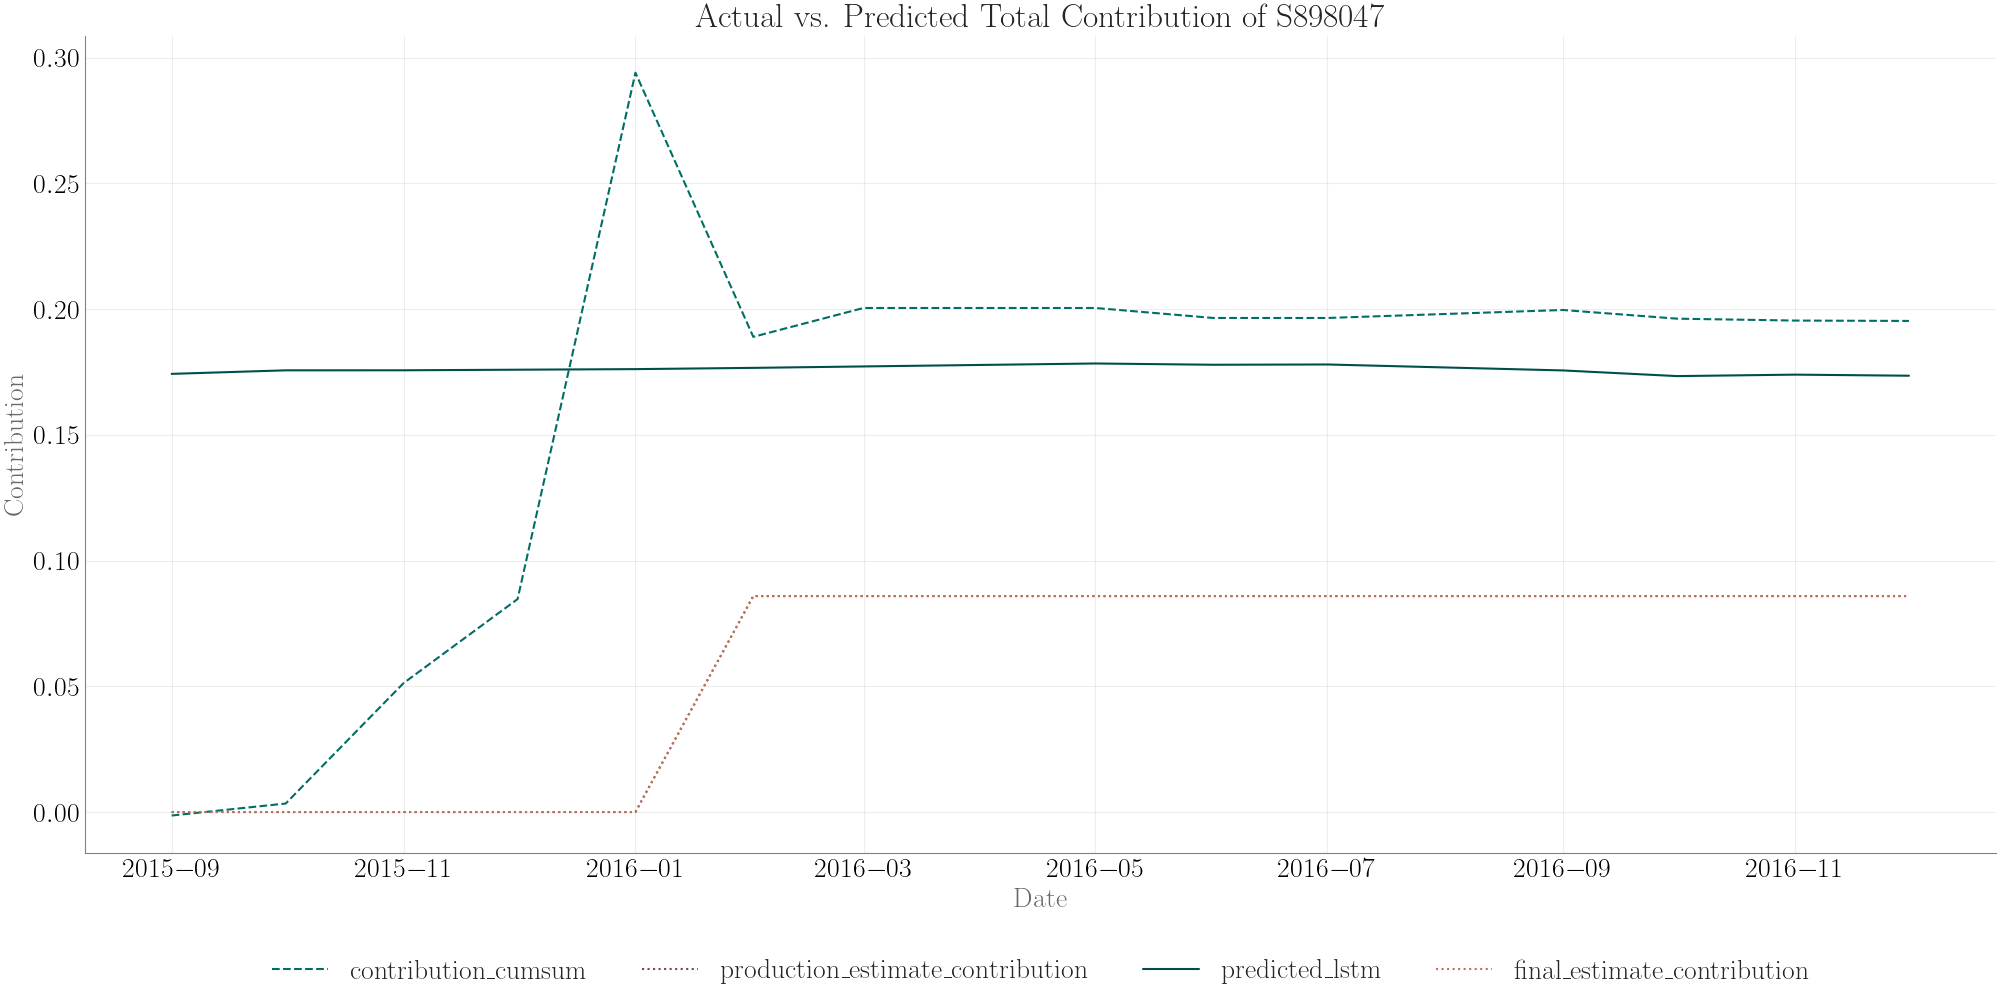 Actual vs. Predicted Total Contribution of S898047
0.30
0.25
0.20
0.15
0.10
0.05
0.00
Contribution
2015–09 2015–11 2016–01 2016–03 2016–05 2016–07 2016–09 2016–11
Date
contribution_cumsum production_estimate_contribution predicted_lstm final_estimate_contribution